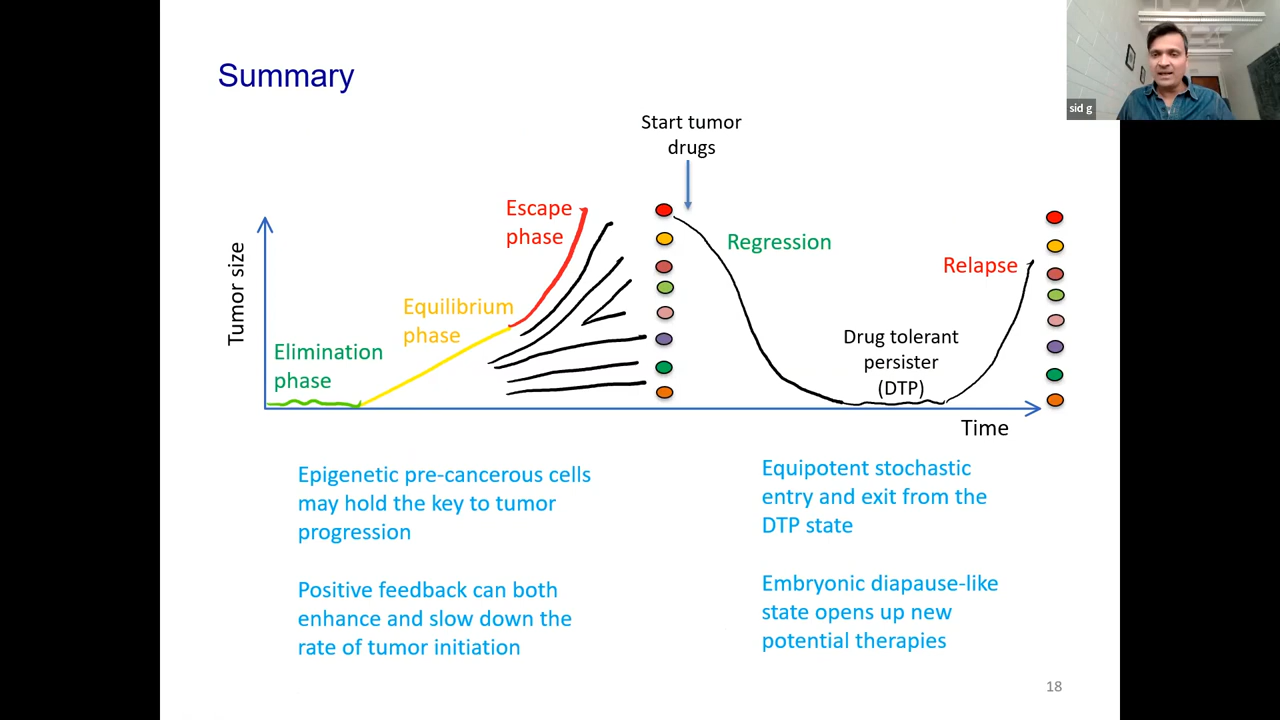 Summary
sid g
Start tumor
drugs
Escape
phase
Regression
Relapse
Equilibrium
phase
Drug tolerant
persister
(DTP)
Elimination
phase
Tumor size
Time
Epigenetic pre-cancerous cells
may hold the key to tumor
progression
Positive feedback can both
enhance and slow down the
rate of tumor initiation
Equipotent stochastic
entry and exit from the
DTP state
Embryonic diapause-like
state opens up new
potential therapies
18